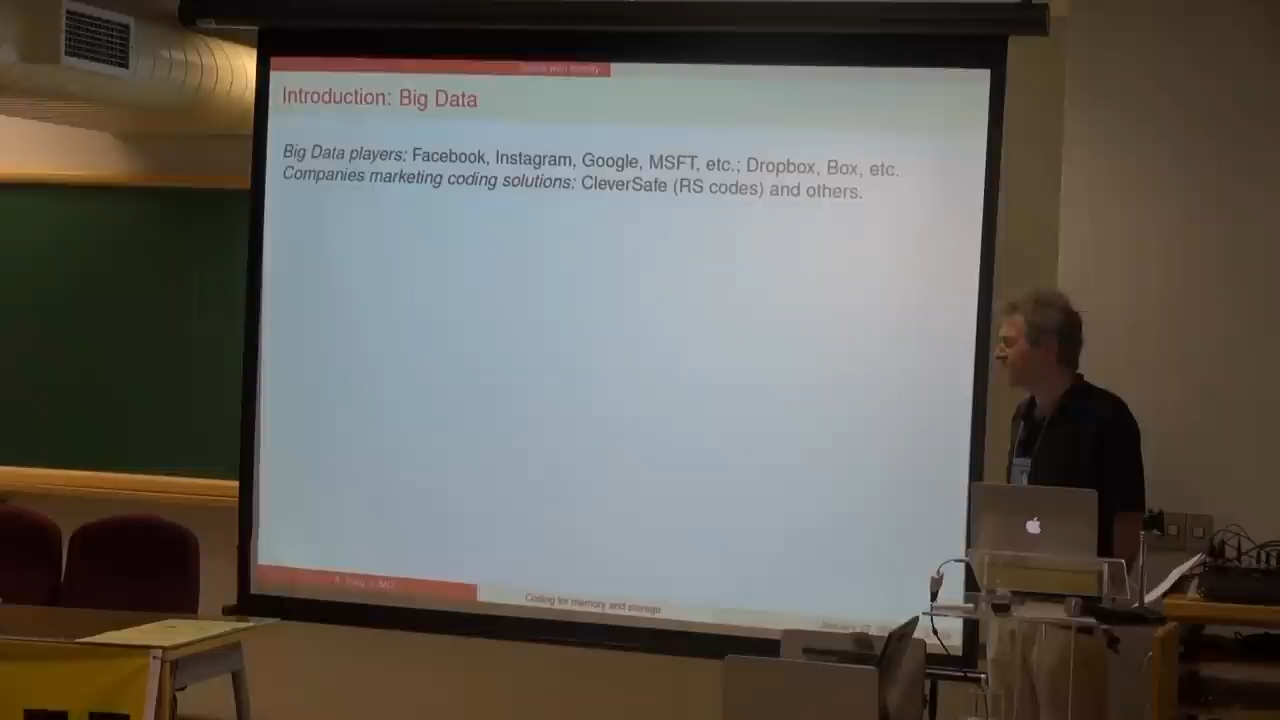 Introduction: Big Data
Big Data players: Facebook, Instagram, Google, MSFT, etc.; Dropbox, Box, etc.
Companies marketing coding solutions: CleverSafe (RS codes) and others.
Coding for memory and storage